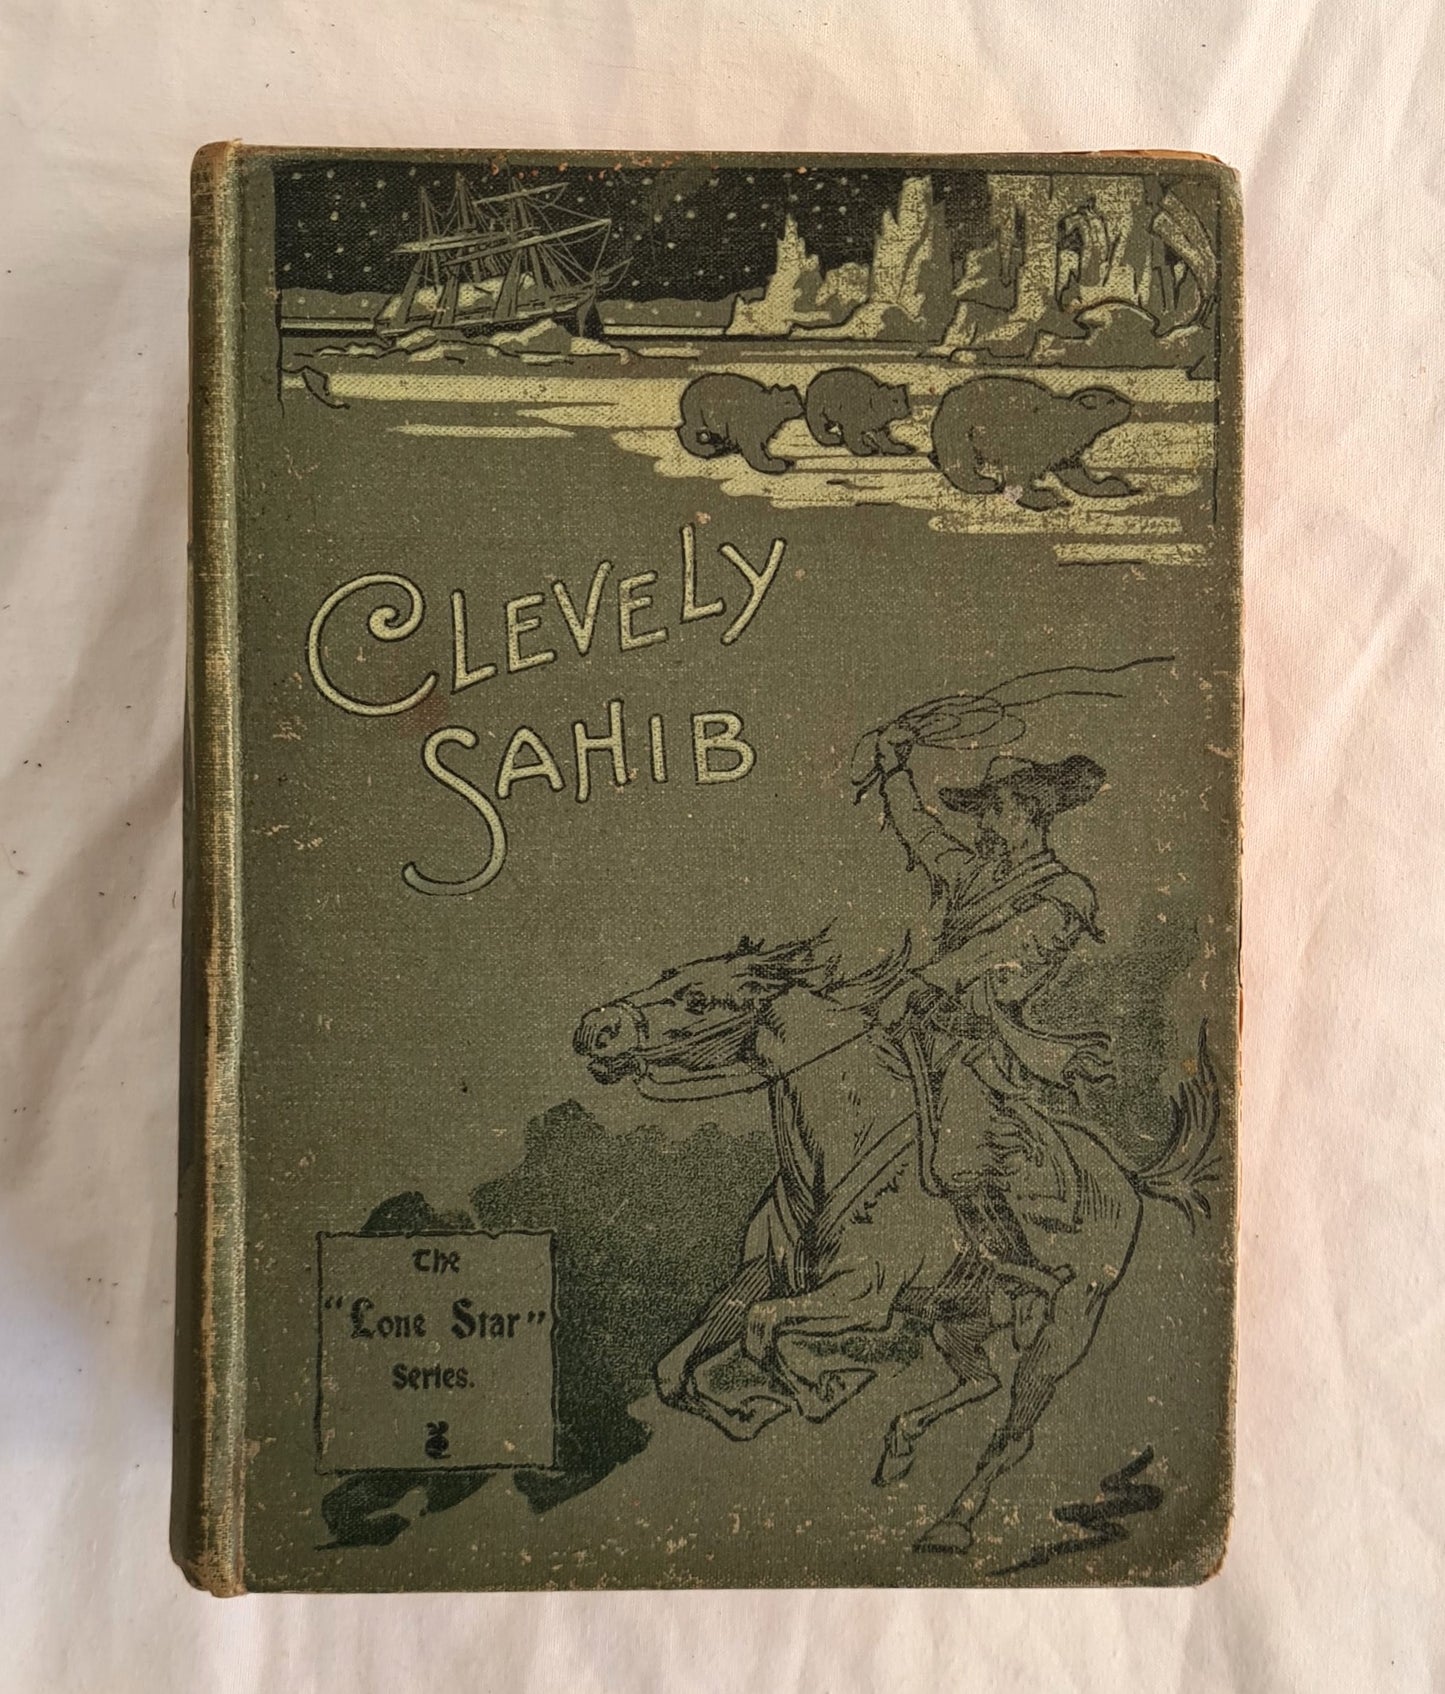 CLEVELY
SAHIB
The
"Lone Star"
Series.